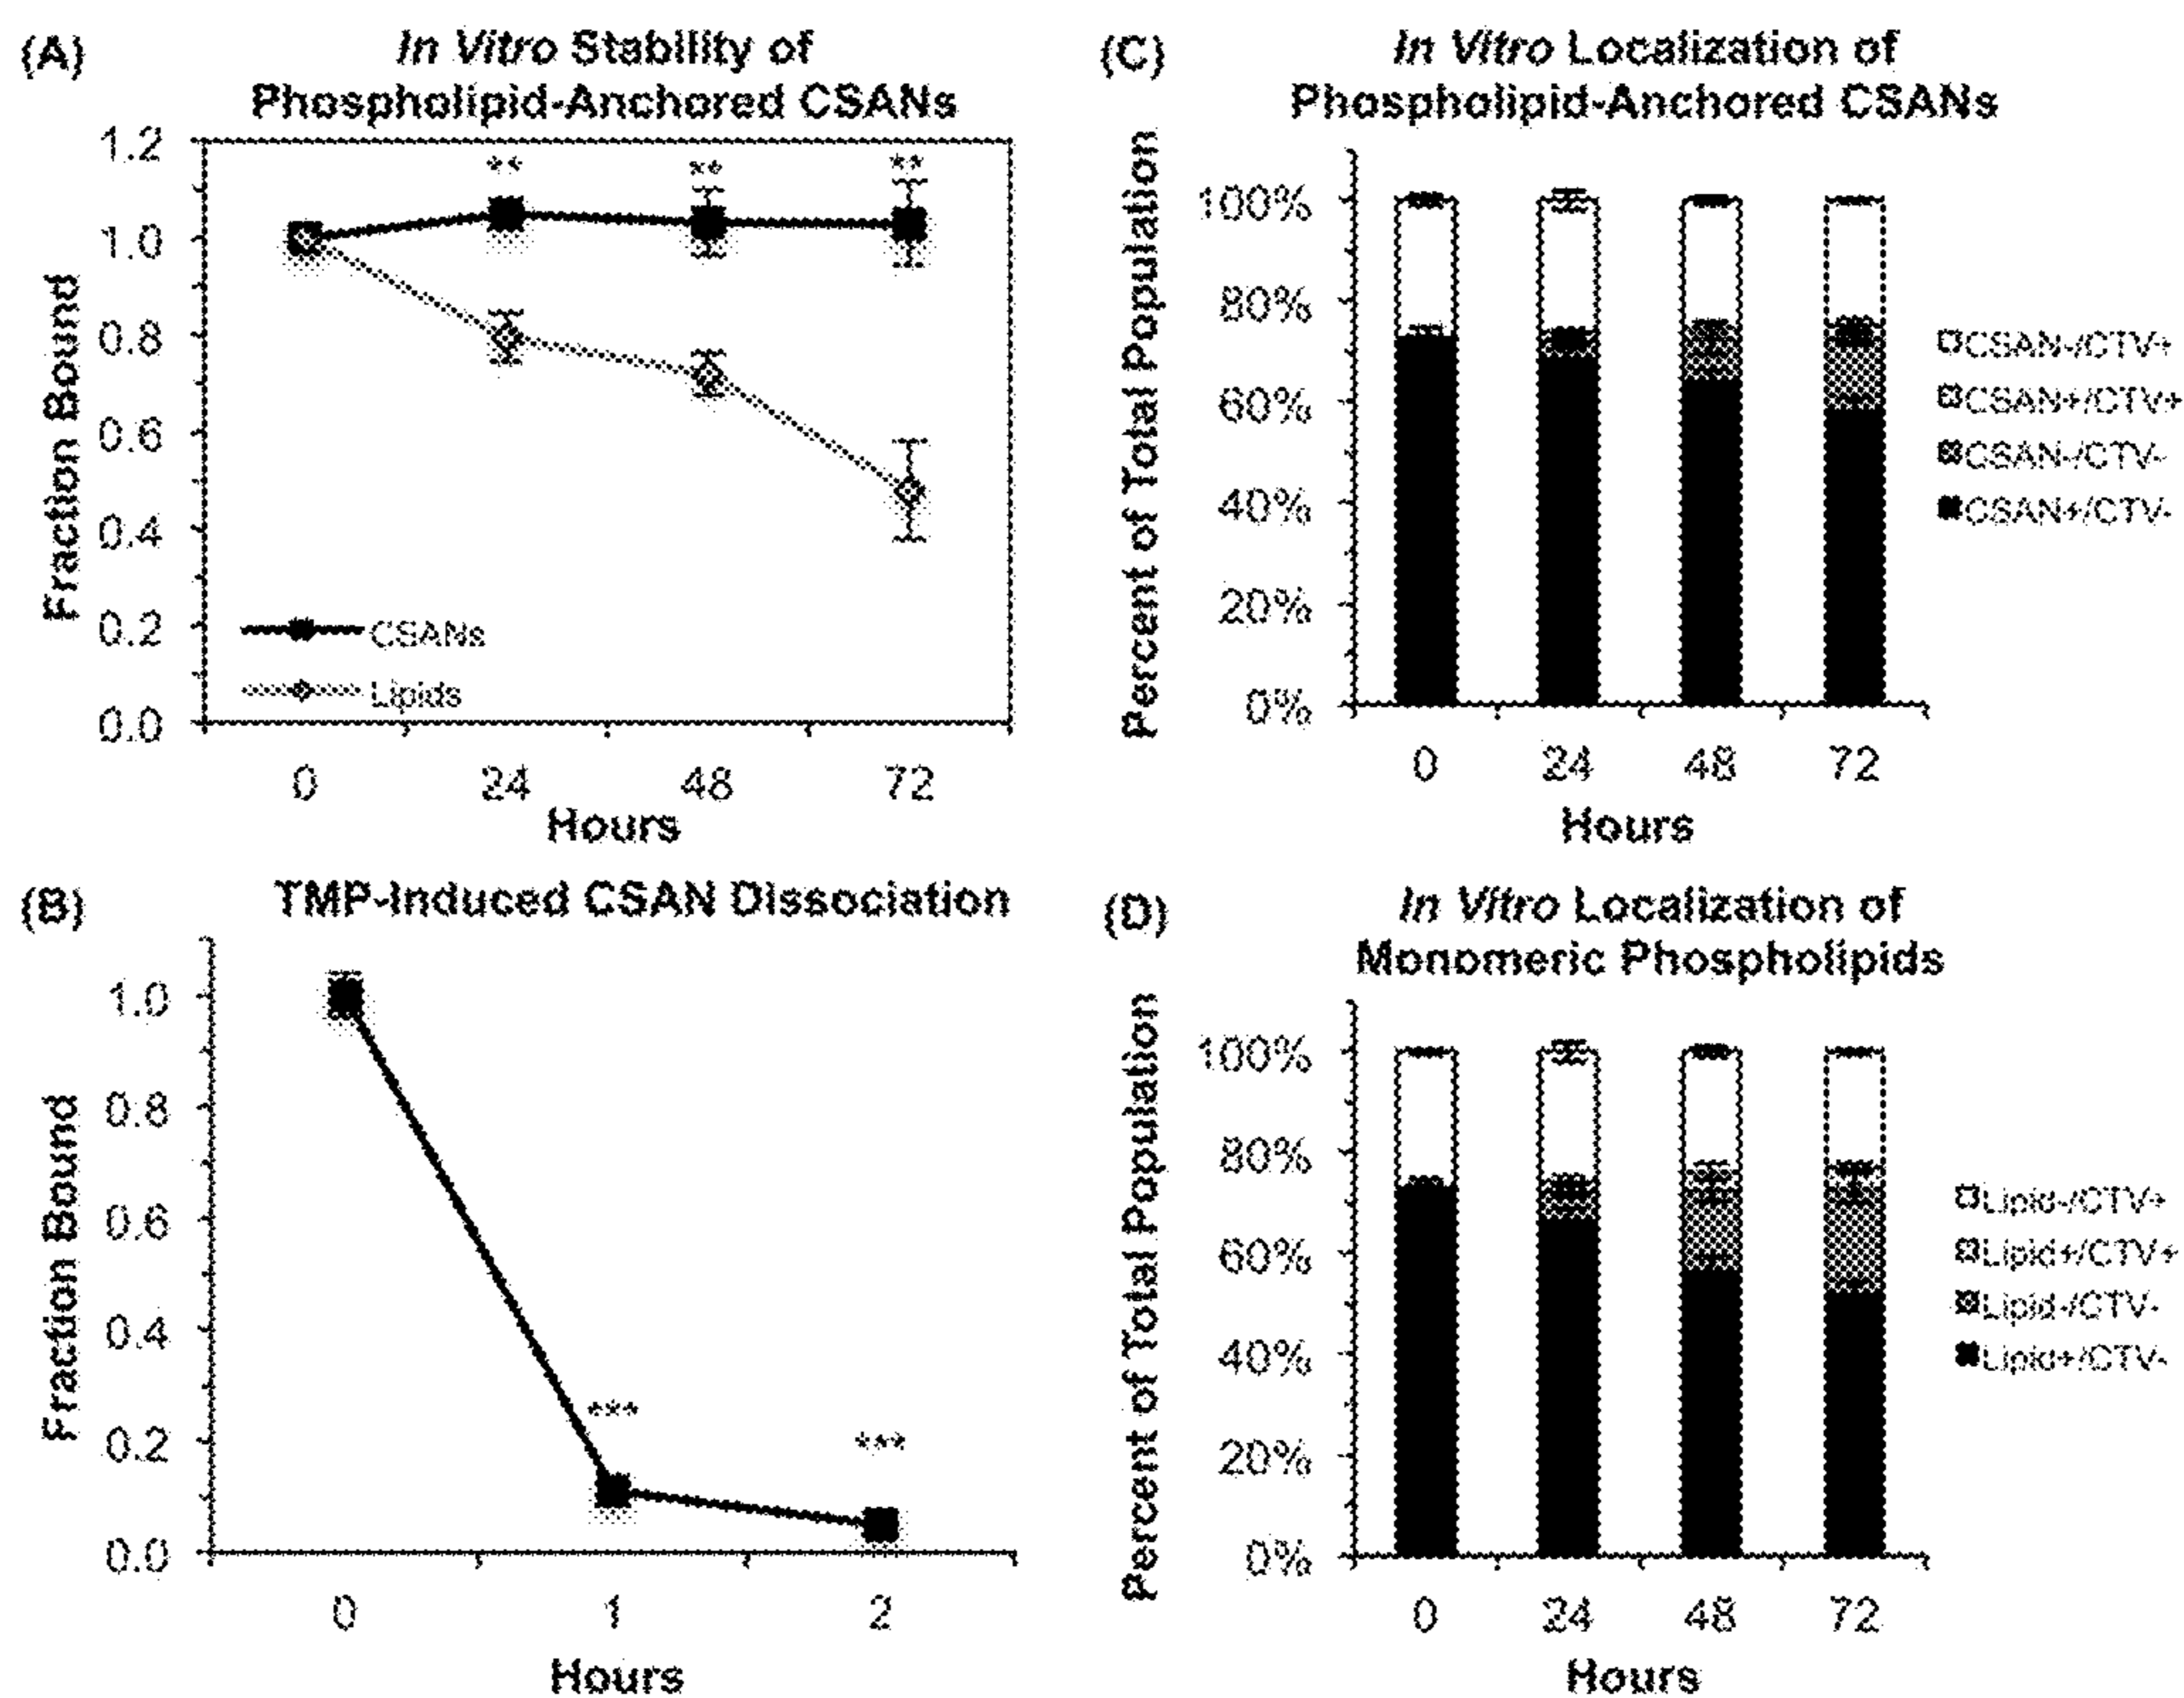 (A)
In Vitro Stability of
Phospholipid-Anchored CSANs
Fraction Bound
1.2
1.0
0.8
0.6
0.4
0.2
0.0
**
**
**
CSANs
Lipids
0
24
48
72
Hours
(B)
TMP-Induced CSAN Dissociation
Fraction Bound
1.0
0.8
0.6
0.4
0.2
0.0
***
***
0
1
2
Hours
(C)
In Vitro Localization of
Phospholipid-Anchored CSANs
Percent of Total Population
100%
80%
60%
40%
20%
0%
0
24
48
72
Hours
CSAN-/CTV+
CSAN+/CTV+
CSAN-/CTV-
CSAN+/CTV-
(D)
In Vitro Localization of
Monomeric Phospholipids
Percent of Total Population
100%
80%
60%
40%
20%
0%
0
24
48
72
Hours
Lipid-/CTV+
Lipid+/CTV+
Lipid-/CTV-
Lipid+/CTV-